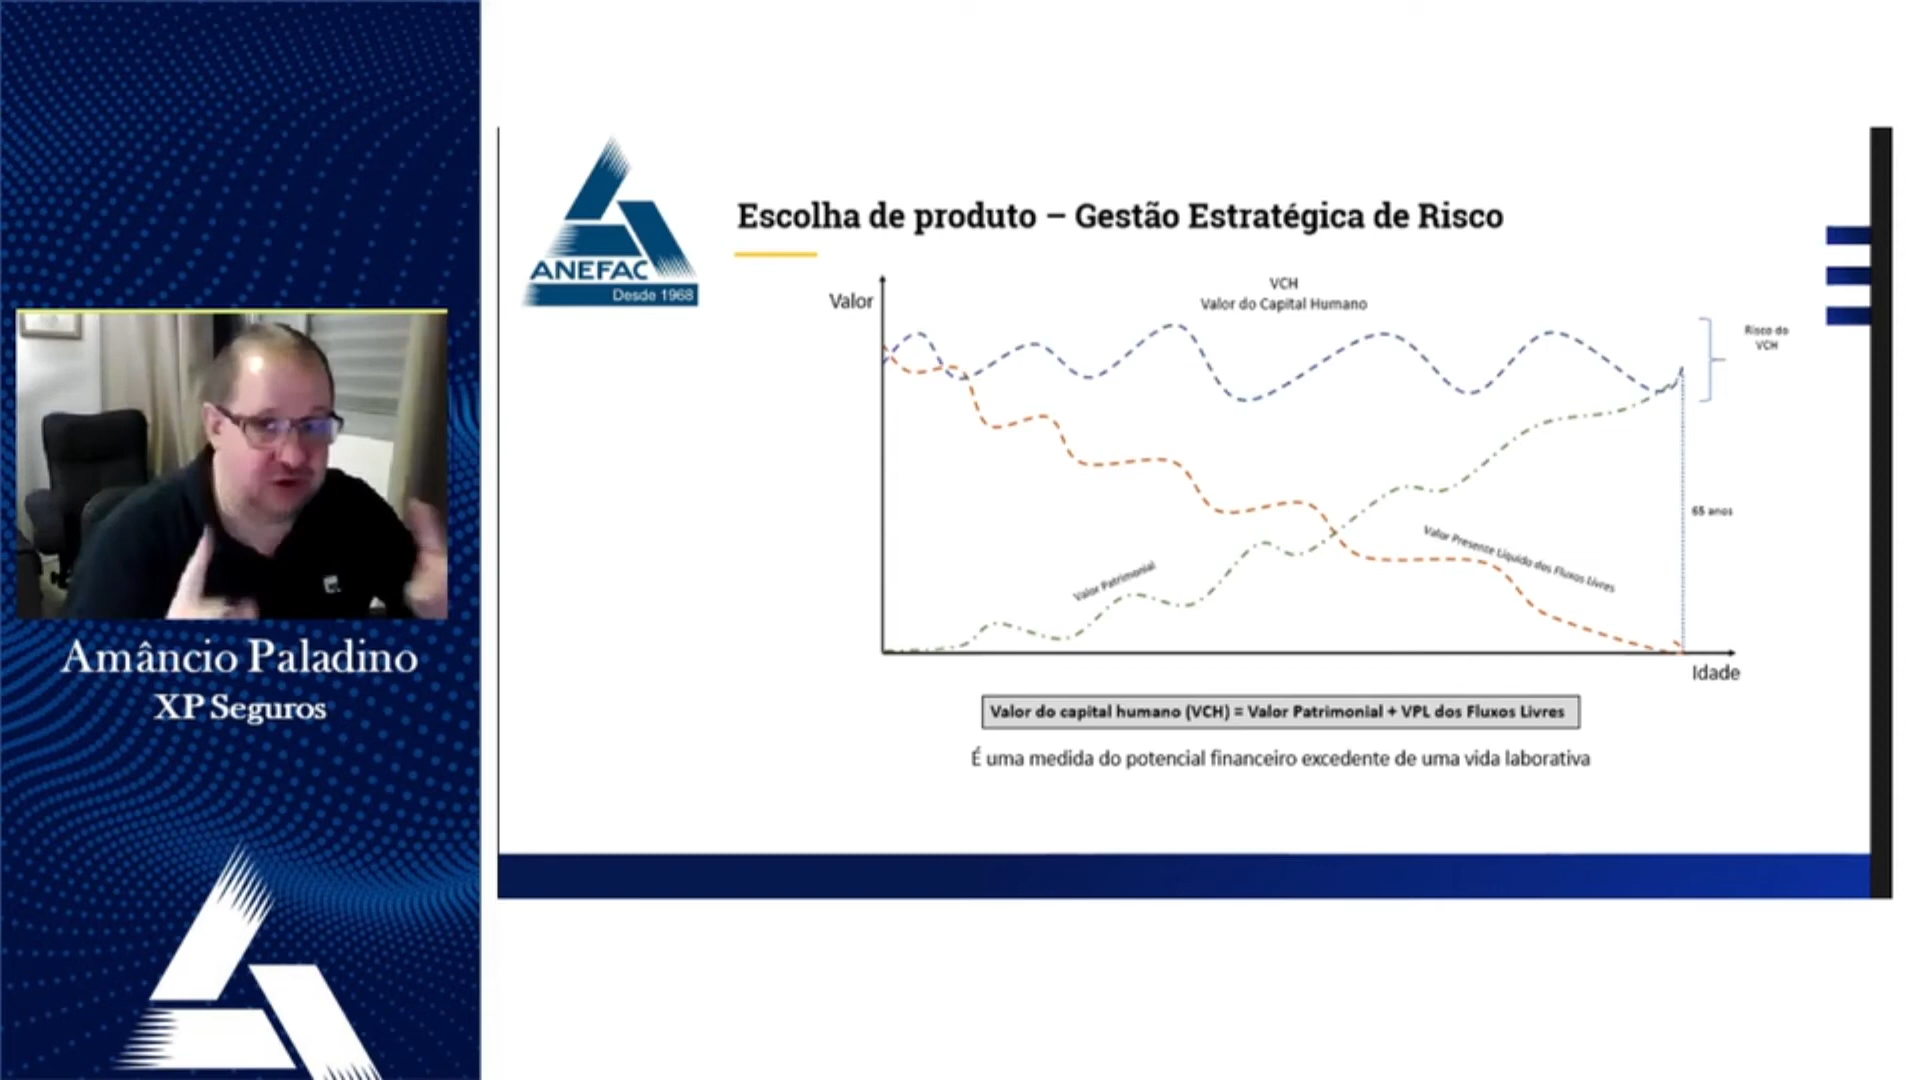 Amâncio Paladino
XP Seguros
ANEFAC
Desde 1968
Escolha de produto – Gestão Estratégica de Risco
Valor
VCH
Valor do Capital Humano
Risco do
VCH
65 anos
Valor Patrimonial
Valor Presente Líquido dos Fluxos Livres
Idade
Valor do capital humano (VCH) = Valor Patrimonial + VPL dos Fluxos Livres
É uma medida do potencial financeiro excedente de uma vida laborativa